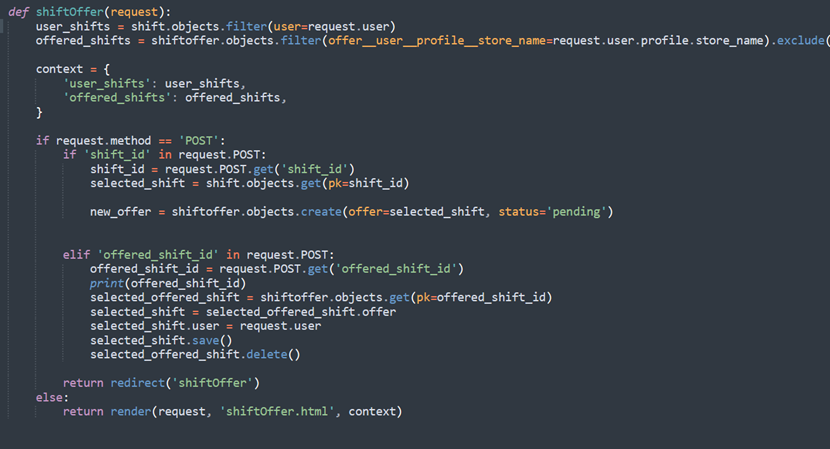 def shiftOffer(request):
    user_shifts = shift.objects.filter(user=request.user)
    offered_shifts = shiftoffer.objects.filter(offer__user__profile__store_name=request.user.profile.store_name).exclude(
    context = {
        'user_shifts': user_shifts,
        'offered_shifts': offered_shifts,
    }
    if request.method == 'POST':
        if 'shift_id' in request.POST:
            shift_id = request.POST.get('shift_id')
            selected_shift = shift.objects.get(pk=shift_id)
            new_offer = shiftoffer.objects.create(offer=selected_shift, status='pending')
        elif 'offered_shift_id' in request.POST:
            offered_shift_id = request.POST.get('offered_shift_id')
            print(offered_shift_id)
            selected_offered_shift = shiftoffer.objects.get(pk=offered_shift_id)
            selected_shift = selected_offered_shift.offer
            selected_shift.user = request.user
            selected_shift.save()
            selected_offered_shift.delete()
        return redirect('shiftOffer')
    else:
        return render(request, 'shiftOffer.html', context)